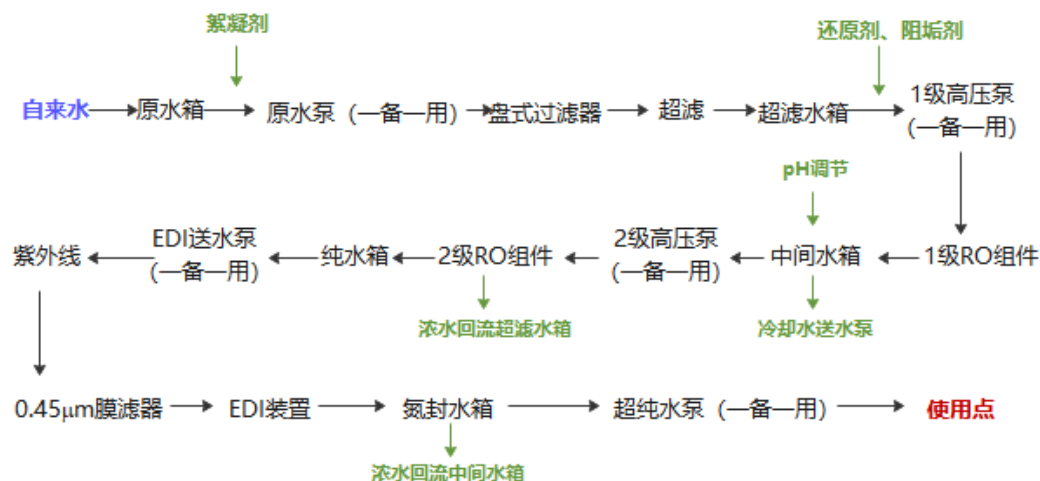 絮凝剂
还原剂、阻垢剂
自来水
原水箱
原水泵（一备一用）
盘式过滤器
超滤
超滤水箱
1级高压泵
(一备一用)
pH调节
紫外线
EDI送水泵
(一备一用)
纯水箱
2级RO组件
2级高压泵
(一备一用)
中间水箱
1级RO组件
浓水回流超滤水箱
冷却水送水泵
0.45μm膜滤器
EDI装置
氮封水箱
超纯水泵（一备一用）
使用点
浓水回流中间水箱